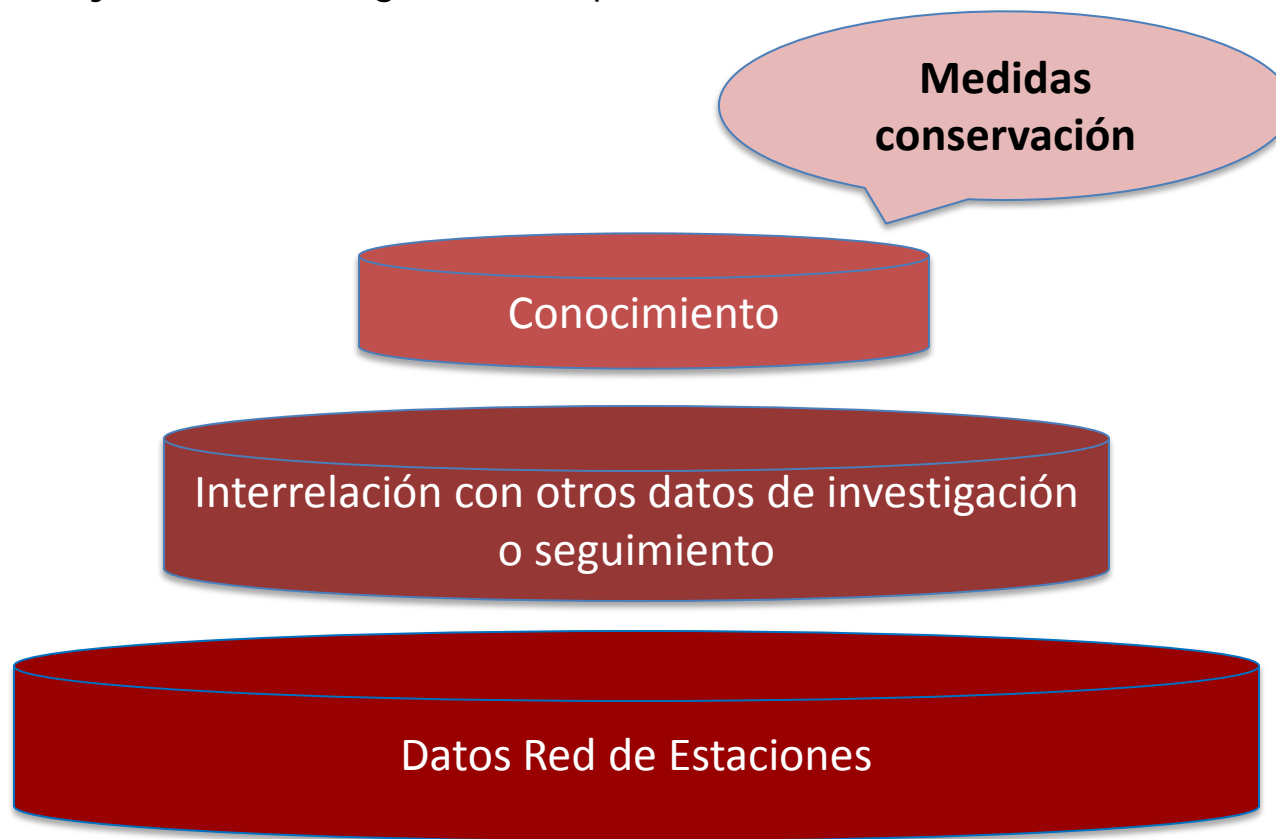 Medidas
conservación
Conocimiento
Interrelación con otros datos de investigación
o seguimiento
Datos Red de Estaciones